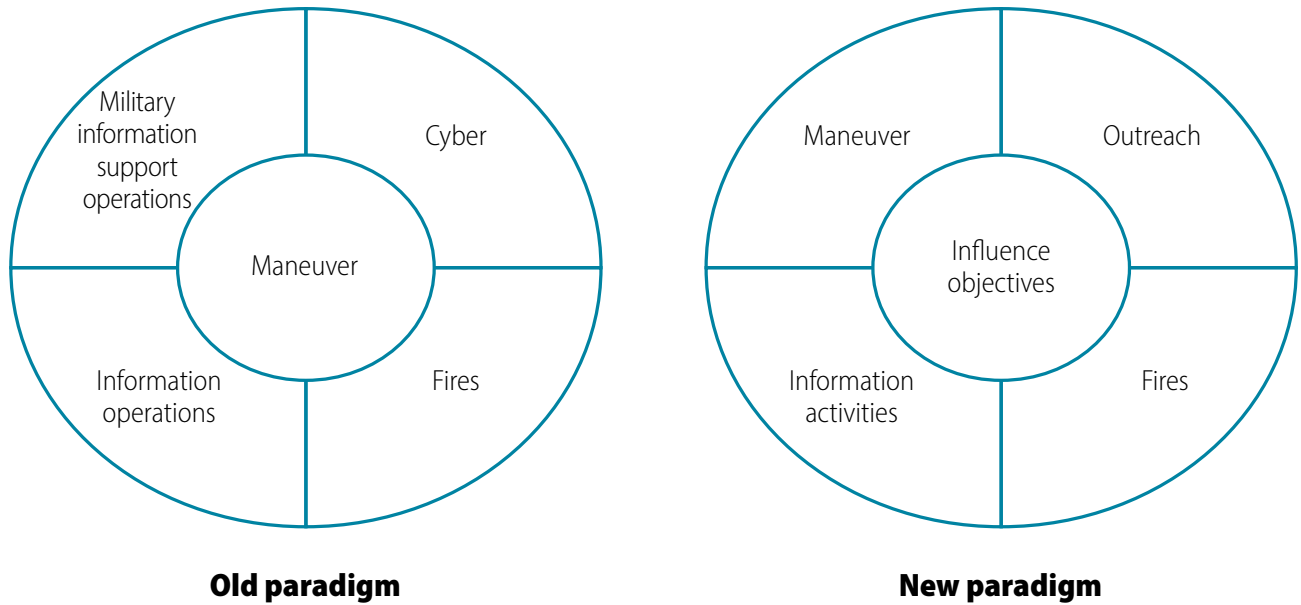 Military
information
support
operations
Cyber
Maneuver
Information
operations
Fires
Old paradigm
Maneuver
Outreach
Influence
objectives
Information
activities
Fires
New paradigm